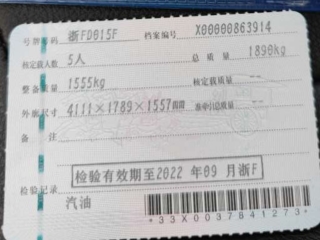 号牌号码 浙FD015F 档案编号 X00000863914
核定载人数 5人 总质量 1890kg
整备质量 1555kg 核定载质量 --
外廓尺寸 4111×1789×1557 准牵引总质量 --
备注
检验有效期至2022年09月浙F
检验记录
汽油
+33X0037841273+